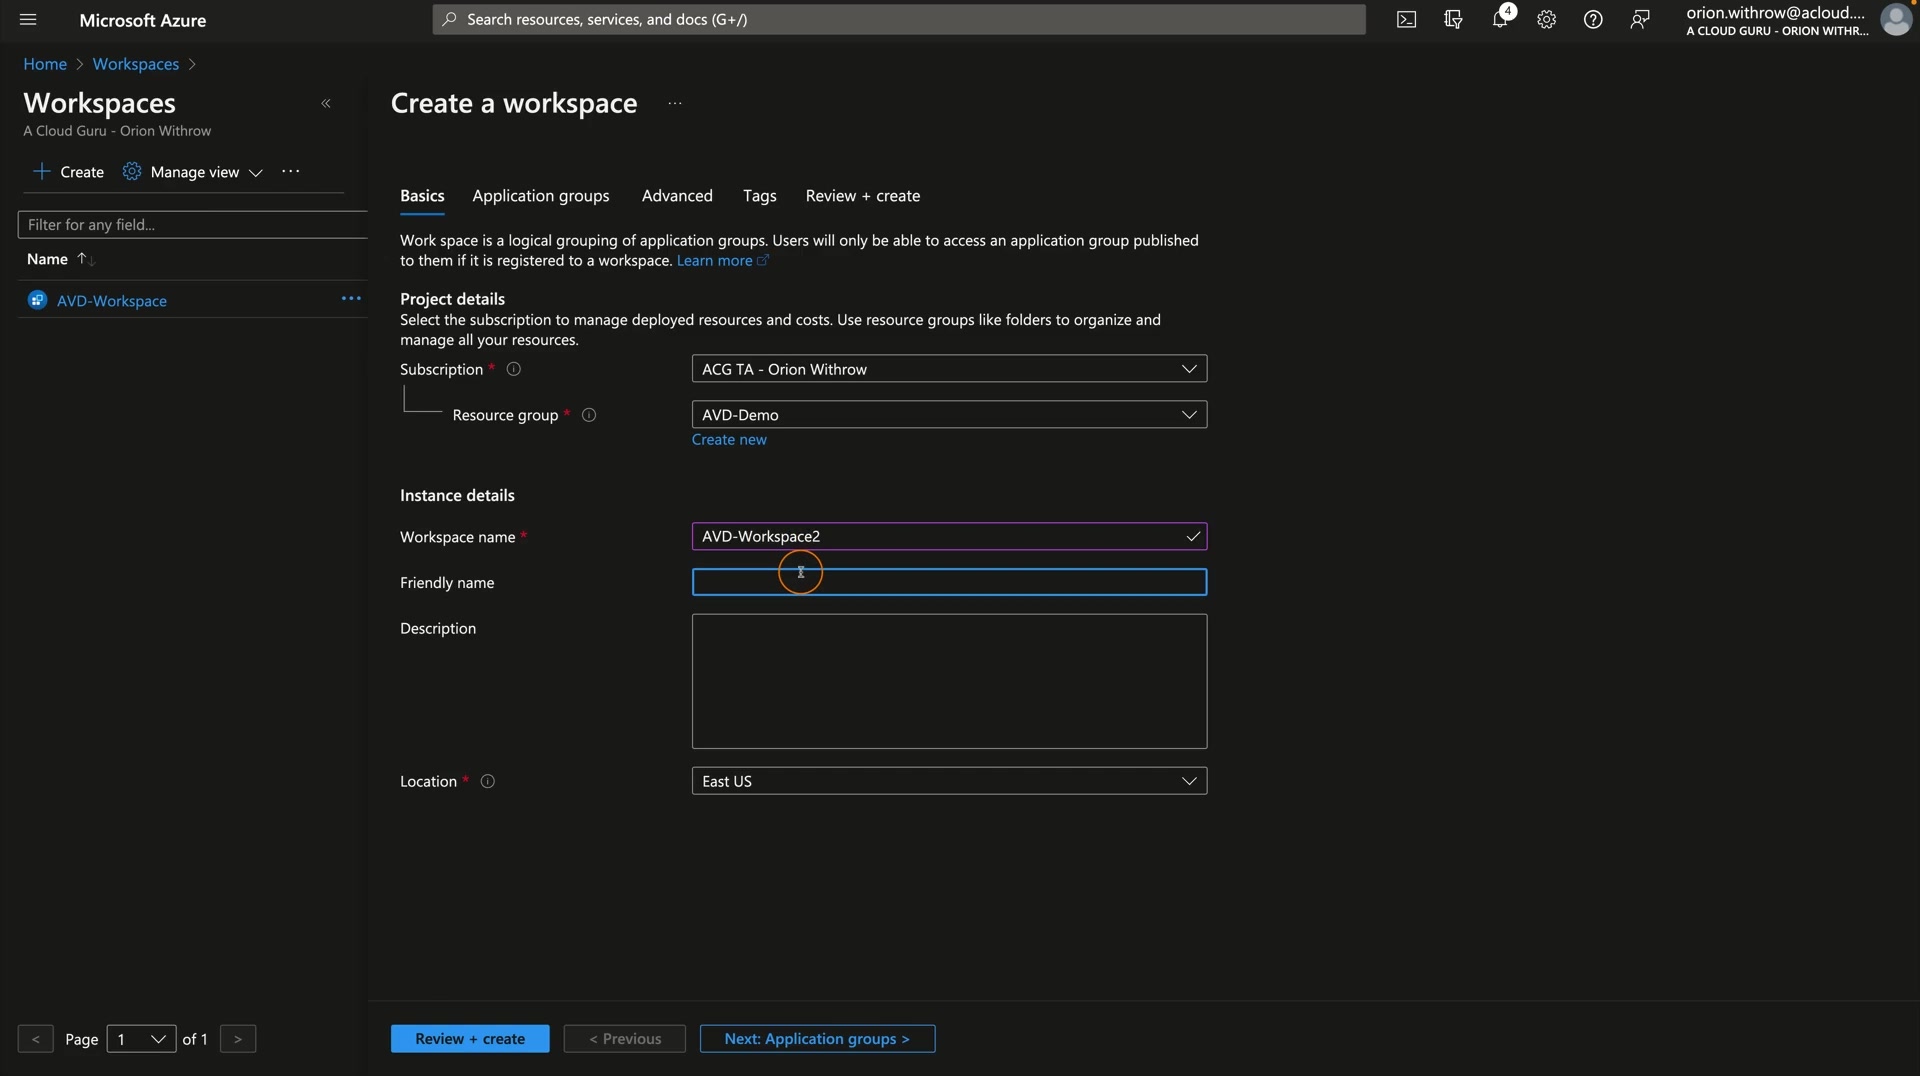 Microsoft Azure
Search resources, services, and docs (G+/)
4
orion.withrow@acloud....
A CLOUD GURU - ORION WITHR...
Home > Workspaces >
Workspaces
«
A Cloud Guru - Orion Withrow
Create a workspace ...
+ Create Manage view ...
Filter for any field...
Name ↑↓
AVD-Workspace ...
Basics Application groups Advanced Tags Review + create
Work space is a logical grouping of application groups. Users will only be able to access an application group published
to them if it is registered to a workspace. Learn more
Project details
Select the subscription to manage deployed resources and costs. Use resource groups like folders to organize and
manage all your resources.
Subscription * ACG TA - Orion Withrow
Resource group * AVD-Demo
Create new
Instance details
Workspace name * AVD-Workspace2
Friendly name
Description
Location * East US
< Page 1 of 1 >
Review + create < Previous Next: Application groups >